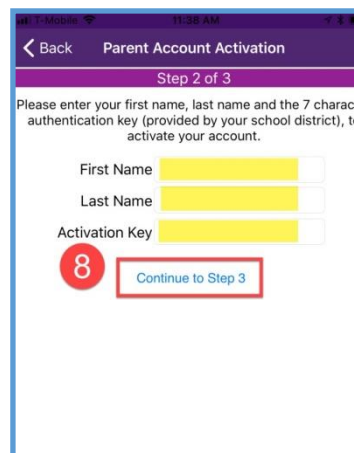 T-Mobile 11:38 AM
Back Parent Account Activation
Step 2 of 3
Please enter your first name, last name and the 7 charac
authentication key (provided by your school district), t
activate your account.
First Name
Last Name
Activation Key
8 Continue to Step 3